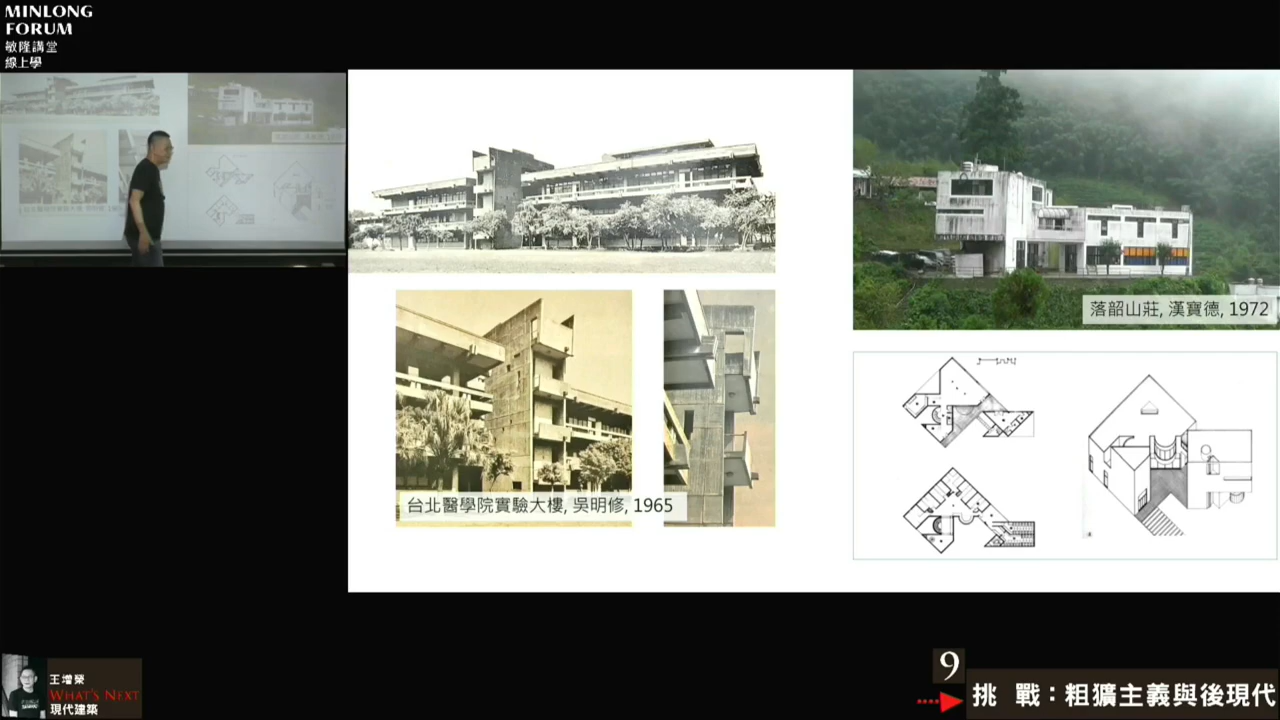 MINLONG
FORUM
敏隆講堂
線上學
落韶山莊, 漢寶德, 1972
台北醫學院實驗大樓, 吳明修, 1965
王增榮
WHAT'S NEXT
現代建築
9
挑 戰：粗獷主義與後現代